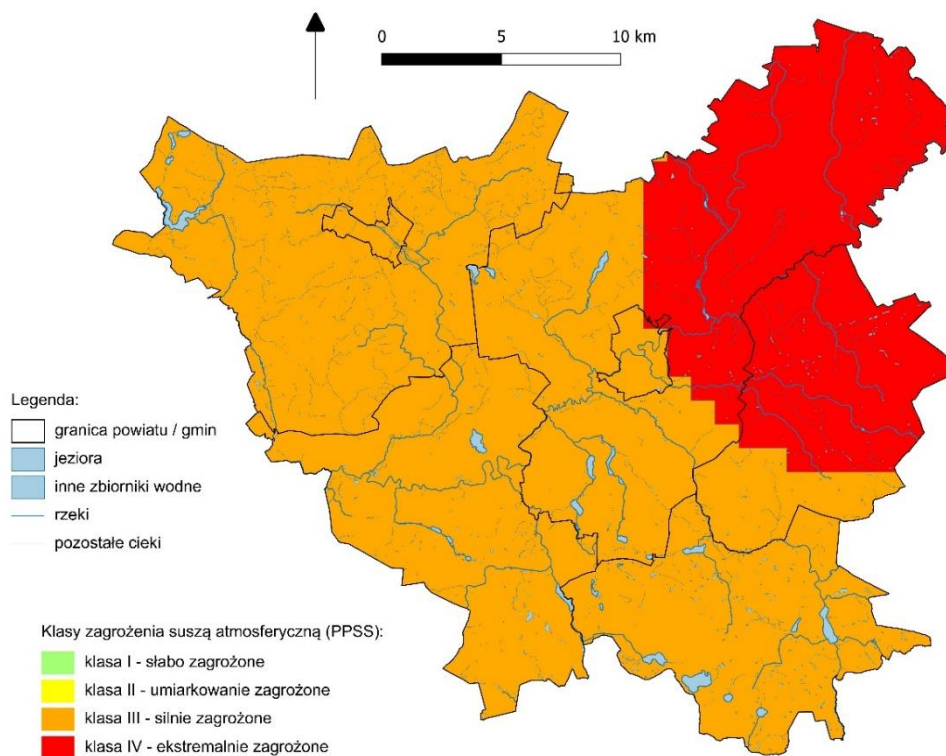 0 5 10 km
Legenda:
granica powiatu / gmin
jeziora
inne zbiorniki wodne
rzeki
pozostałe cieki
Klasy zagrożenia suszą atmosferyczną (PPSS):
klasa I - słabo zagrożone
klasa II - umiarkowanie zagrożone
klasa III - silnie zagrożone
klasa IV - ekstremalnie zagrożone